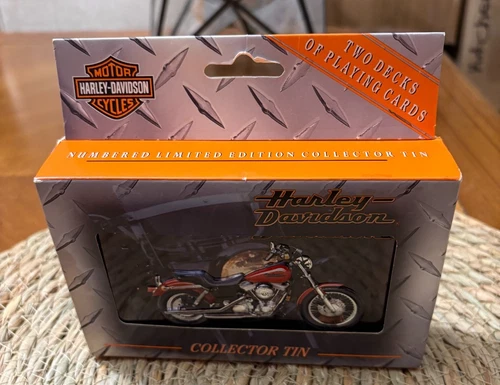 MOTOR
HARLEY-DAVIDSON
CYCLES
TWO DECKS
OF PLAYING CARDS
NUMBERED LIMITED EDITION COLLECTOR TIN
Harley
Davidson
COLLECTOR TIN